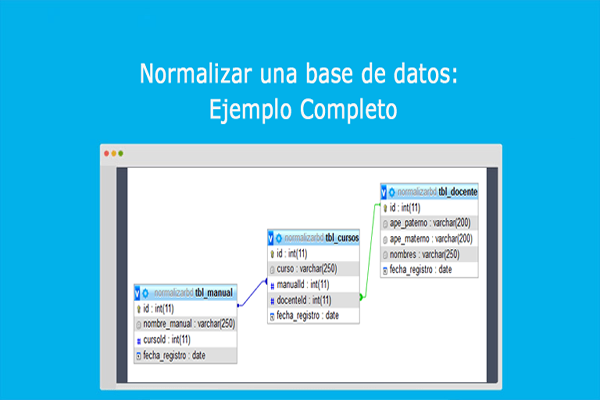 Normalizar una base de datos:
Ejemplo Completo
normalizarbd tbl_docente
id : int(11)
ape_paterno : varchar(200)
ape_materno : varchar(200)
nombres : varchar(250)
fecha_registro : date
normalizarbd tbl_cursos
id : int(11)
curso : varchar(250)
manualId : int(11)
docenteId : int(11)
fecha_registro : date
normalizarbd tbl_manual
id : int(11)
nombre_manual : varchar(250)
cursoId : int(11)
fecha_registro : date